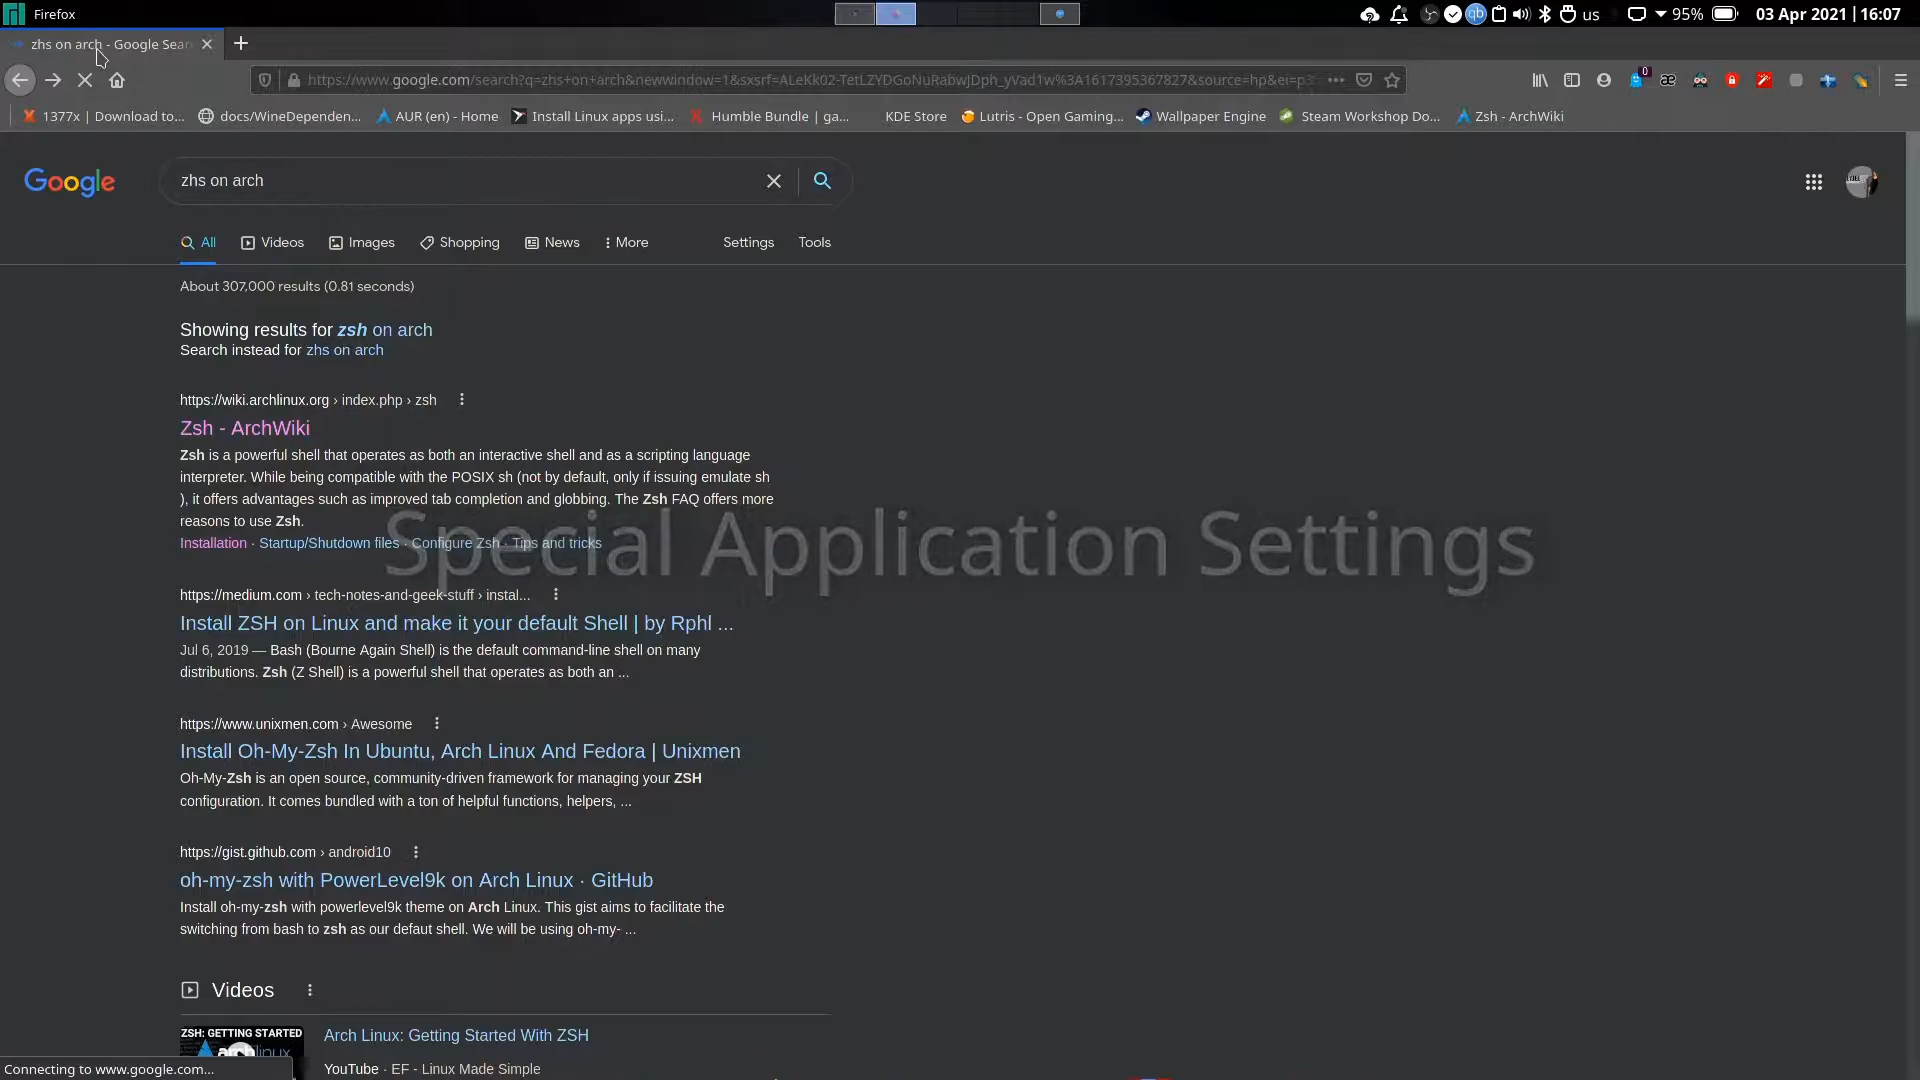 Firefox
us
95%
03 Apr 2021 | 16:07
zhs on arch - Google Sear
https://www.google.com/search?q=zhs+on+arch&newwindow=1&sxsrf=ALeKk02-TetLZYDGoNuRabwJDph_yVad1w%3A1617395367827&source=hp&ei=p3
0
1377x | Download to...
docs/WineDependen...
AUR (en) - Home
Install Linux apps usi...
Humble Bundle | ga...
KDE Store
Lutris - Open Gaming...
Wallpaper Engine
Steam Workshop Do...
Zsh - ArchWiki
Google
zhs on arch
All
Videos
Images
Shopping
News
More
Settings
Tools
About 307,000 results (0.81 seconds)
Showing results for zsh on arch
Search instead for zhs on arch
https://wiki.archlinux.org › index.php › zsh
Zsh - ArchWiki
Zsh is a powerful shell that operates as both an interactive shell and as a scripting language
interpreter. While being compatible with the POSIX sh (not by default, only if issuing emulate sh
), it offers advantages such as improved tab completion and globbing. The Zsh FAQ offers more
reasons to use Zsh.
Installation · Startup/Shutdown files · Configure Zsh · Tips and tricks
Special Application Settings
https://medium.com › tech-notes-and-geek-stuff › instal...
Install ZSH on Linux and make it your default Shell | by Rphl ...
Jul 6, 2019 — Bash (Bourne Again Shell) is the default command-line shell on many
distributions. Zsh (Z Shell) is a powerful shell that operates as both an ...
https://www.unixmen.com › Awesome
Install Oh-My-Zsh In Ubuntu, Arch Linux And Fedora | Unixmen
Oh-My-Zsh is an open source, community-driven framework for managing your ZSH
configuration. It comes bundled with a ton of helpful functions, helpers, ...
https://gist.github.com › android10
oh-my-zsh with PowerLevel9k on Arch Linux · GitHub
Install oh-my-zsh with powerlevel9k theme on Arch Linux. This gist aims to facilitate the
switching from bash to zsh as our defaut shell. We will be using oh-my- ...
Videos
ZSH: GETTING STARTED
Arch Linux: Getting Started With ZSH
YouTube · EF - Linux Made Simple
Connecting to www.google.com...